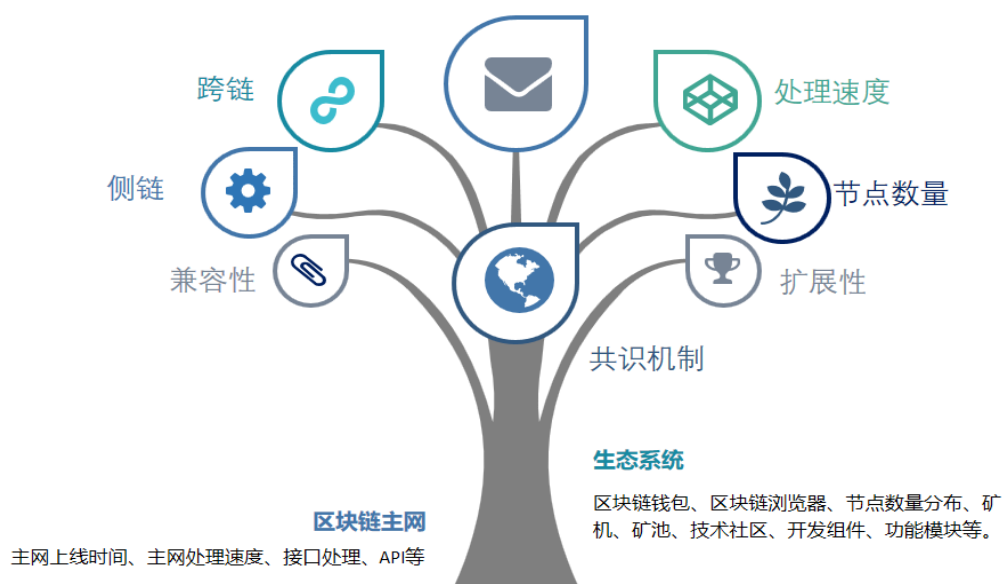 跨链
处理速度
侧链
节点数量
兼容性
扩展性
共识机制
生态系统
区块链钱包、区块链浏览器、节点数量分布、矿
机、矿池、技术社区、开发组件、功能模块等。
区块链主网
主网上线时间、主网处理速度、接口处理、API等